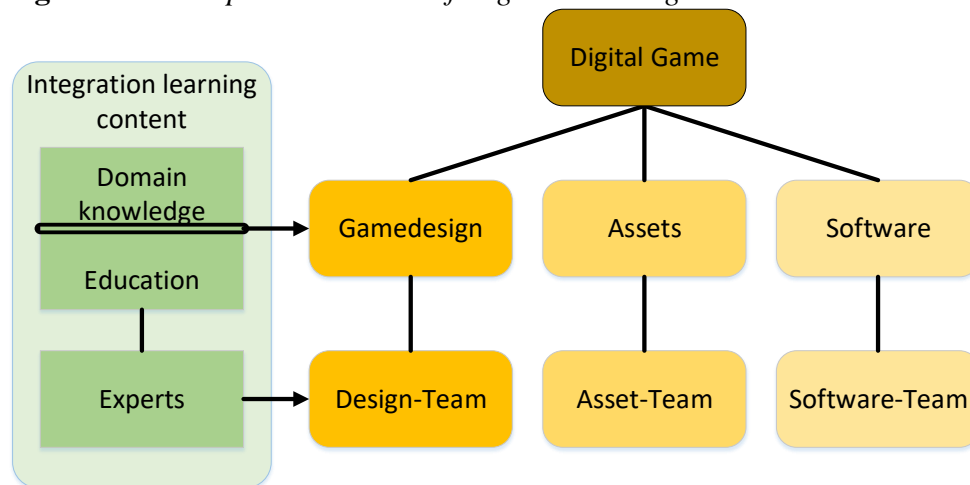 Digital Game
Integration learning
content
Domain
knowledge
Education
Experts
Gamedesign
Assets
Software
Design-Team
Asset-Team
Software-Team